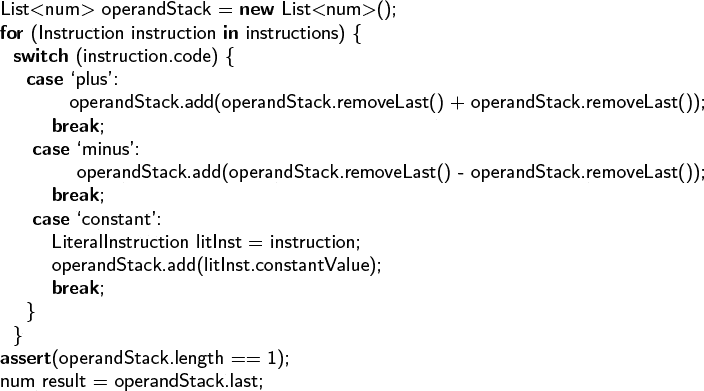 List<num> operandStack = new List<num>();
for (Instruction instruction in instructions) {
switch (instruction.code) {
case ‘plus’:
operandStack.add(operandStack.removeLast() + operandStack.removeLast());
break;
case ‘minus’:
operandStack.add(operandStack.removeLast() - operandStack.removeLast());
break;
case ‘constant’:
LiteralInstruction litInst = instruction;
operandStack.add(litInst.constantValue);
break;
}
}
assert(operandStack.length == 1);
num result = operandStack.last;